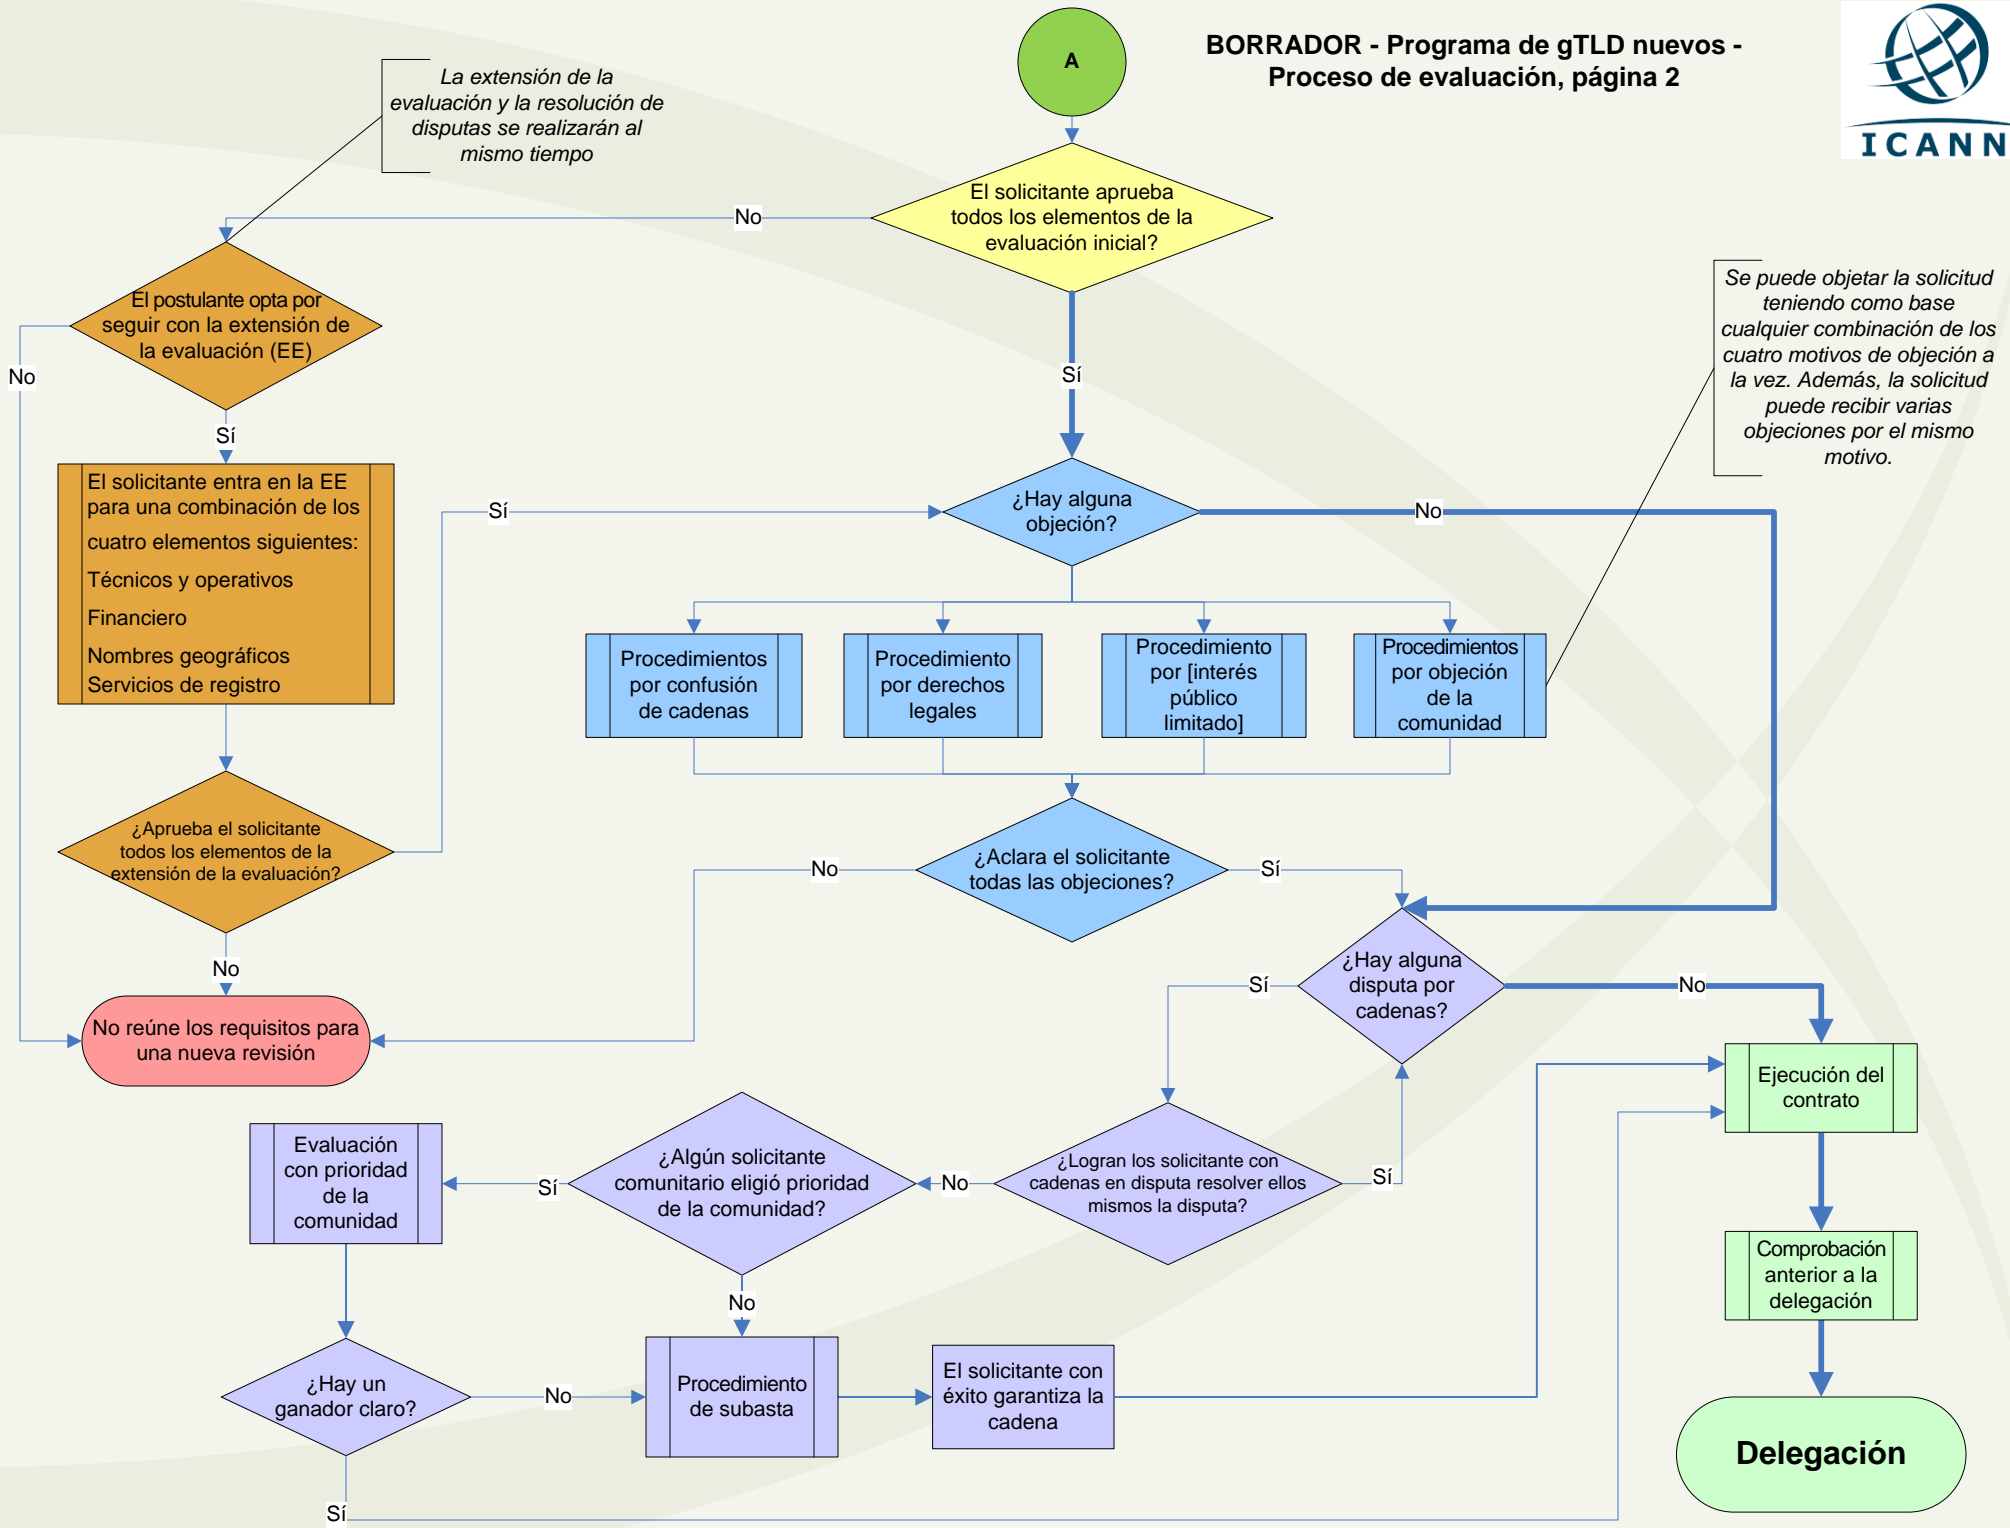 A
BORRADOR - Programa de gTLD nuevos -
Proceso de evaluación, página 2
ICANN
La extensión de la
evaluación y la resolución de
disputas se realizarán al
mismo tiempo
El solicitante aprueba
todos los elementos de la
evaluación inicial?
No
Sí
El postulante opta por
seguir con la extensión de
la evaluación (EE)
No
Sí
Se puede objetar la solicitud
teniendo como base
cualquier combinación de los
cuatro motivos de objeción a
la vez. Además, la solicitud
puede recibir varias
objeciones por el mismo
motivo.
El solicitante entra en la EE
para una combinación de los
cuatro elementos siguientes:
Técnicos y operativos
Financiero
Nombres geográficos
Servicios de registro
Sí
¿Hay alguna
objeción?
No
Procedimientos
por confusión
de cadenas
Procedimiento
por derechos
legales
Procedimiento
por [interés
público
limitado]
Procedimientos
por objeción
de la
comunidad
¿Aprueba el solicitante
todos los elementos de la
extensión de la evaluación?
No
¿Aclara el solicitante
todas las objeciones?
No
Sí
No reúne los requisitos para
una nueva revisión
¿Hay alguna
disputa por
cadenas?
Sí
No
Ejecución del
contrato
¿Logran los solicitante con
cadenas en disputa resolver ellos
mismos la disputa?
Sí
No
¿Algún solicitante
comunitario eligió prioridad
de la comunidad?
Sí
No
Evaluación
con prioridad
de la
comunidad
Comprobación
anterior a la
delegación
¿Hay un
ganador claro?
No
Sí
Procedimiento
de subasta
El solicitante con
éxito garantiza la
cadena
Delegación